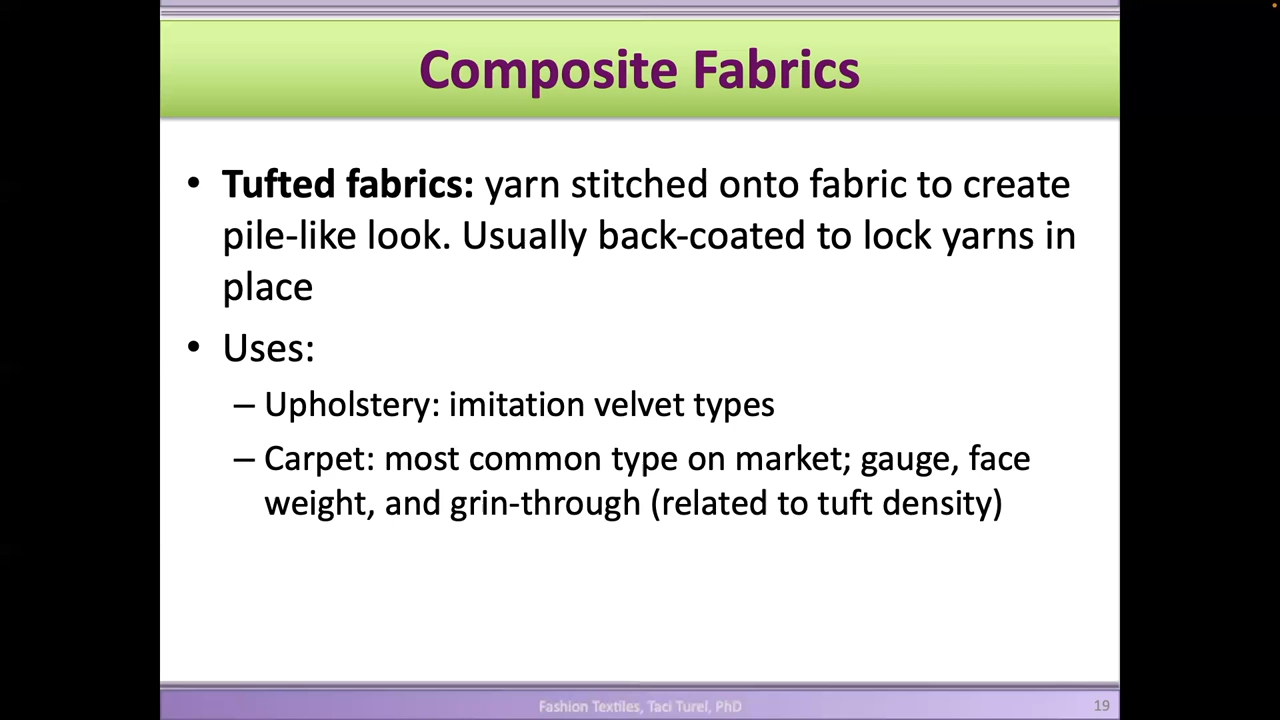 Composite Fabrics
• Tufted fabrics: yarn stitched onto fabric to create
pile-like look. Usually back-coated to lock yarns in
place
• Uses:
– Upholstery: imitation velvet types
– Carpet: most common type on market; gauge, face
weight, and grin-through (related to tuft density)
Fashion Textiles, Taci Turel, PhD
19